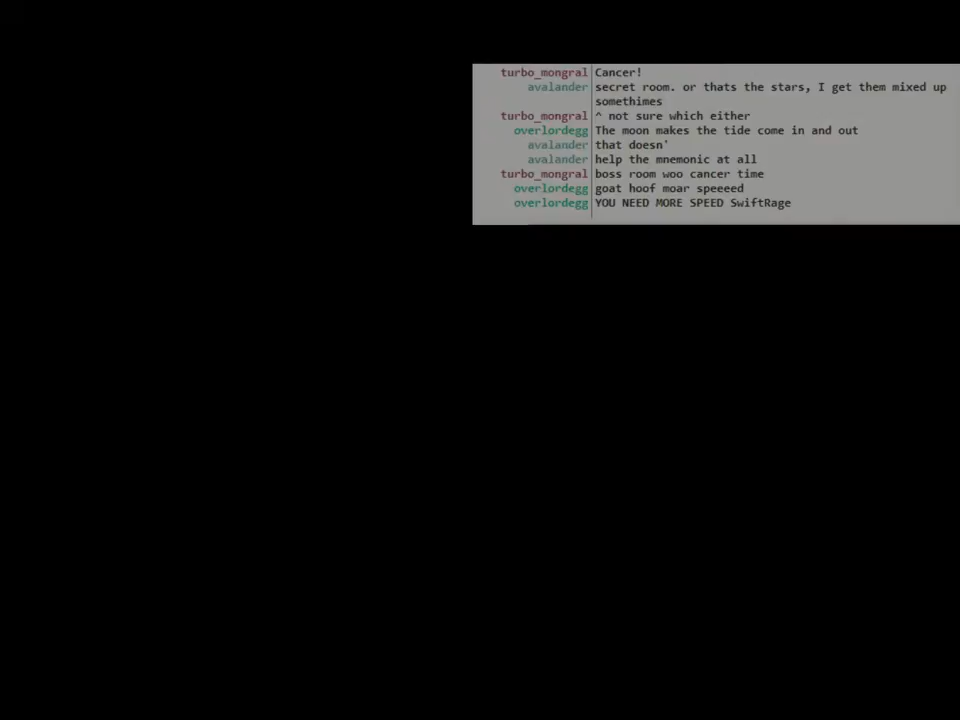 turbo_mongral Cancer!
avalander secret room. or thats the stars, I get them mixed up
somethimes
turbo_mongral ^ not sure which either
overlordegg The moon makes the tide come in and out
avalander that doesn'
avalander help the mnemonic at all
turbo_mongral boss room woo cancer time
overlordegg goat hoof moar speeeed
overlordegg YOU NEED MORE SPEED SwiftRage